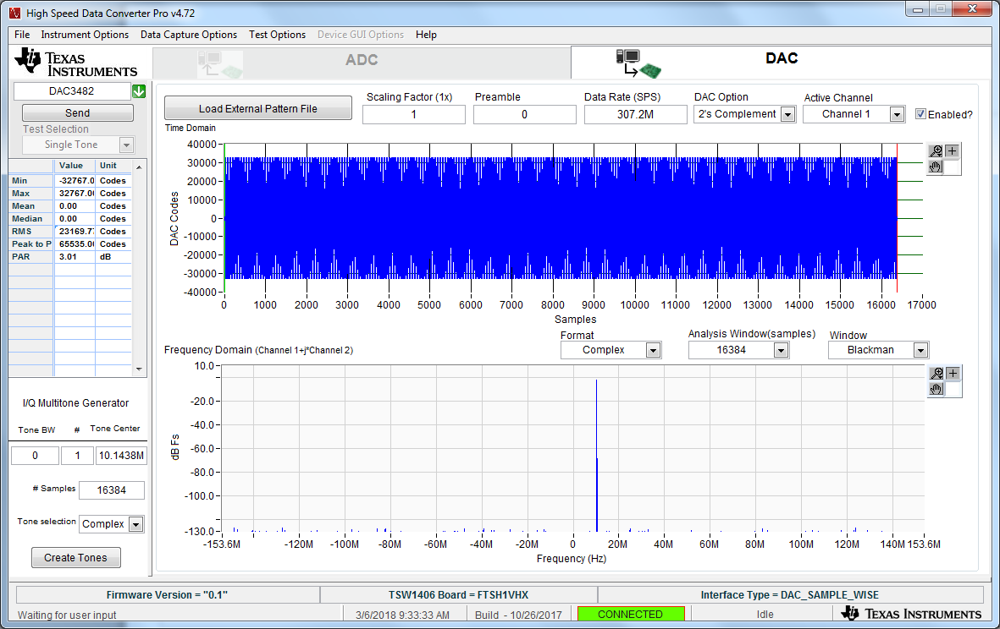 High Speed Data Converter Pro v4.72
File Instrument Options Data Capture Options Test Options Device GUI Options Help
TEXAS INSTRUMENTS
ADC
DAC
DAC3482
Send
Test Selection
Single Tone
Value Unit
Min -32767.0 Codes
Max 32767.0 Codes
Mean 0.00 Codes
Median 0.00 Codes
RMS 23169.7 Codes
Peak to P 65535.0 Codes
PAR 3.01 dB
I/Q Multitone Generator
Tone BW # Tone Center
0 1 10.1438M
# Samples 16384
Tone selection Complex
Create Tones
Load External Pattern File
Scaling Factor (1x) Preamble Data Rate (SPS) DAC Option Active Channel
1 0 307.2M 2's Complement Channel 1 Enabled?
Time Domain
40000
30000
20000
10000
0
-10000
-20000
-30000
-40000
DAC Codes
0 1000 2000 3000 4000 5000 6000 7000 8000 9000 10000 11000 12000 13000 14000 15000 16000 17000
Samples
Format Analysis Window(samples) Window
Complex 16384 Blackman
Frequency Domain (Channel 1+j*Channel 2)
10.0
-20.0
-40.0
-60.0
-80.0
-100.0
-130.0
dB Fs
-153.6M -120M -100M -80M -60M -40M -20M 0 20M 40M 60M 80M 100M 120M 140M 153.6M
Frequency (Hz)
Firmware Version = "0.1" TSW1406 Board = FTSH1VHX Interface Type = DAC_SAMPLE_WISE
Waiting for user input 3/6/2018 9:33:33 AM Build - 10/26/2017 CONNECTED Idle TEXAS INSTRUMENTS